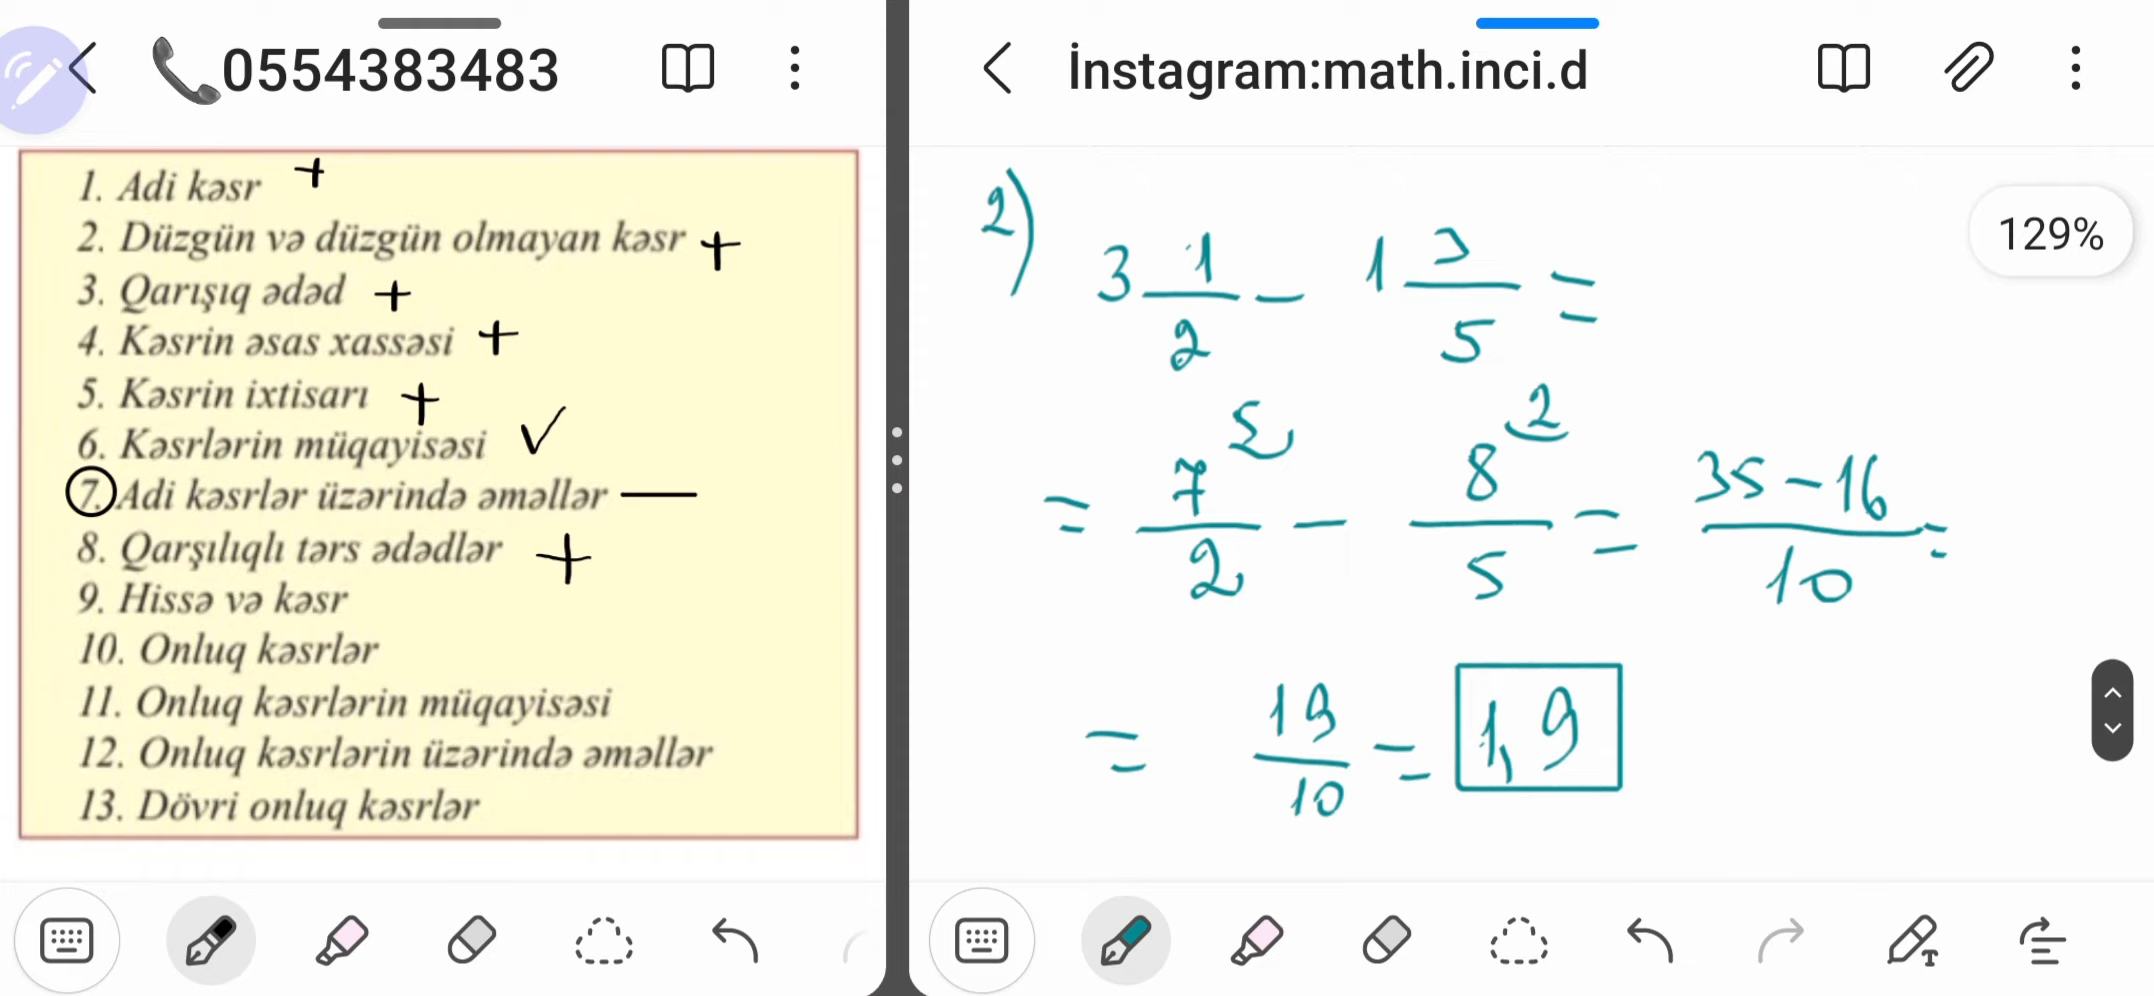 0554383483
1. Adi kəsr +
2. Düzgün və düzgün olmayan kəsr +
3. Qarışıq ədəd +
4. Kəsrin əsas xassəsi +
5. Kəsrin ixtisarı +
6. Kəsrlərin müqayisəsi ✓
7. Adi kəsrlər üzərində əməllər —
8. Qarşılıqlı tərs ədədlər +
9. Hissə və kəsr
10. Onluq kəsrlər
11. Onluq kəsrlərin müqayisəsi
12. Onluq kəsrlərin üzərində əməllər
13. Dövri onluq kəsrlər
İnstagram:math.inci.d
129%
2) 3 1/2 - 1 3/5 =
= 7/2 ⁵ - 8/5 ² = 35-16/10 =
= 19/10 = 1,9